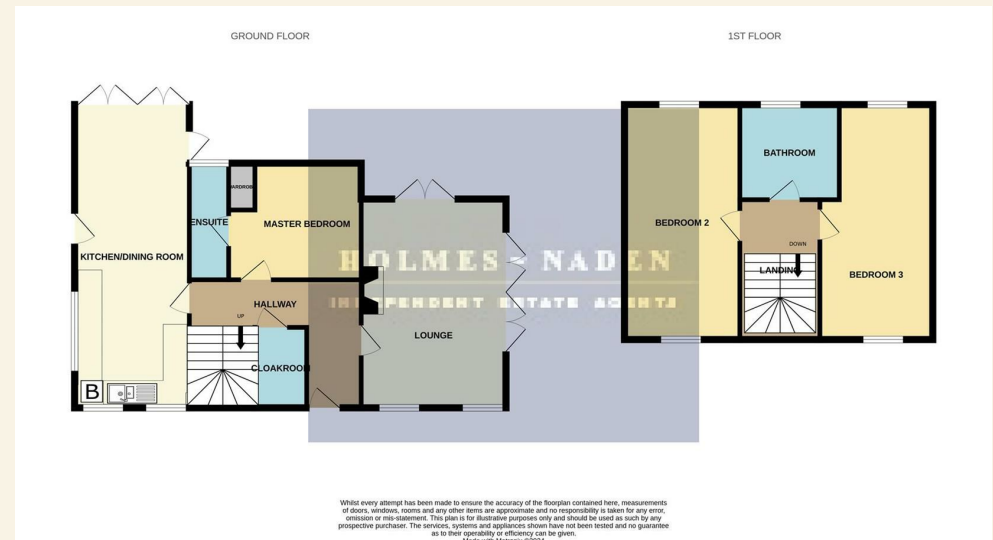 GROUND FLOOR
1ST FLOOR
BATHROOM
ENSUITE
MASTER BEDROOM
BEDROOM 2
KITCHEN/DINING ROOM
HOLMES ~ NADEN
DOWN
LANDING
BEDROOM 3
HALLWAY
INDEPENDENT ESTATE AGENTS
UP
LOUNGE
CLOAKROOM
B
Whilst every attempt has been made to ensure the accuracy of the floorplan contained here, measurements
of doors, windows, rooms and any other items are approximate and no responsibility is taken for any error,
omission or mis-statement. This plan is for illustrative purposes only and should be used as such by any
prospective purchaser. The services, systems and appliances shown have not been tested and no guarantee
as to their operability or efficiency can be given.
Made with Metropix ©2024